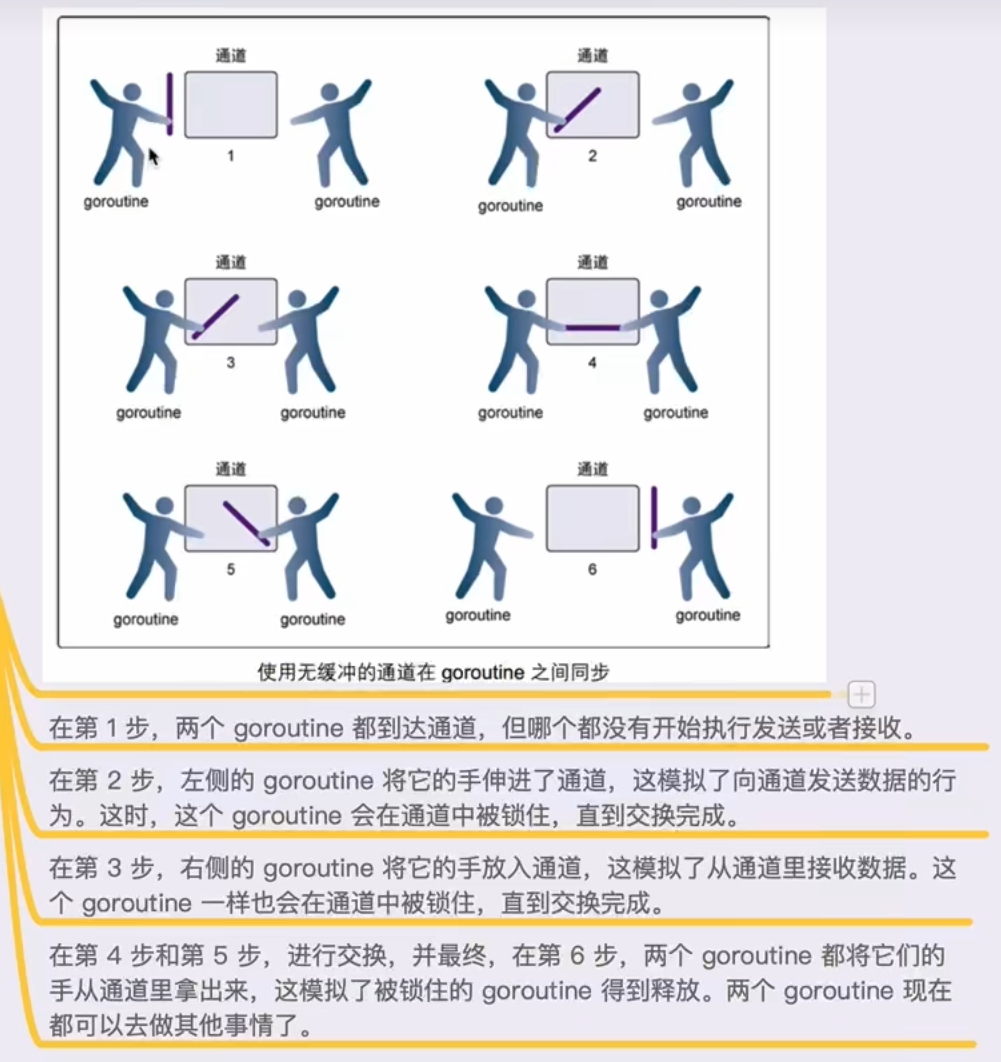 通道 通道
1 2
goroutine goroutine goroutine goroutine
通道 通道
3 4
goroutine goroutine goroutine goroutine
通道 通道
5 6
goroutine goroutine goroutine goroutine
使用无缓冲的通道在 goroutine 之间同步
在第 1 步，两个 goroutine 都到达通道，但哪个都没有开始执行发送或者接收。
在第 2 步，左侧的 goroutine 将它的手伸进了通道，这模拟了向通道发送数据的行
为。这时，这个 goroutine 会在通道中被锁住，直到交换完成。
在第 3 步，右侧的 goroutine 将它的手放入通道，这模拟了从通道里接收数据。这
个 goroutine 一样也会在通道中被锁住，直到交换完成。
在第 4 步和第 5 步，进行交换，并最终，在第 6 步，两个 goroutine 都将它们的
手从通道里拿出来，这模拟了被锁住的 goroutine 得到释放。两个 goroutine 现在
都可以去做其他事情了。